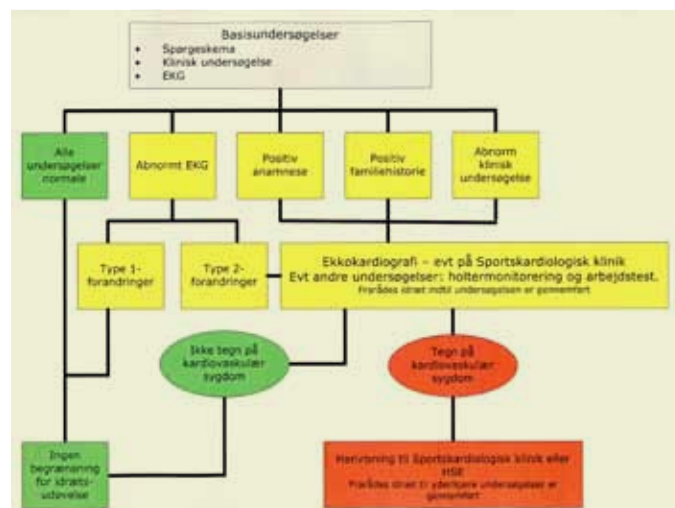 Basisundersøgelser
• Spørgeskema
• Klinisk undersøgelse
• EKG
Alle
undersøgelser
normale
Abnormt EKG
Positiv
anamnese
Positiv
familiehistorie
Abnorm
klinisk
undersøgelse
Type 1-
forandringer
Type 2-
forandringer
Ekkokardiografi – evt på Sportskardiologisk klinik
Evt andre undersøgelser: holtermonitorering og arbejdstest.
Frarådes idræt indtil undersøgelsen er gennemført
Ikke tegn på
kardiovaskulær
sygdom
Tegn på
kardiovaskulær
sygdom
Ingen
begrænsning
for idræts-
udøvelse
Henvisning til Sportskardiologisk klinik eller
HSE
Frarådes idræt til yderligere undersøgelser er
gennemført